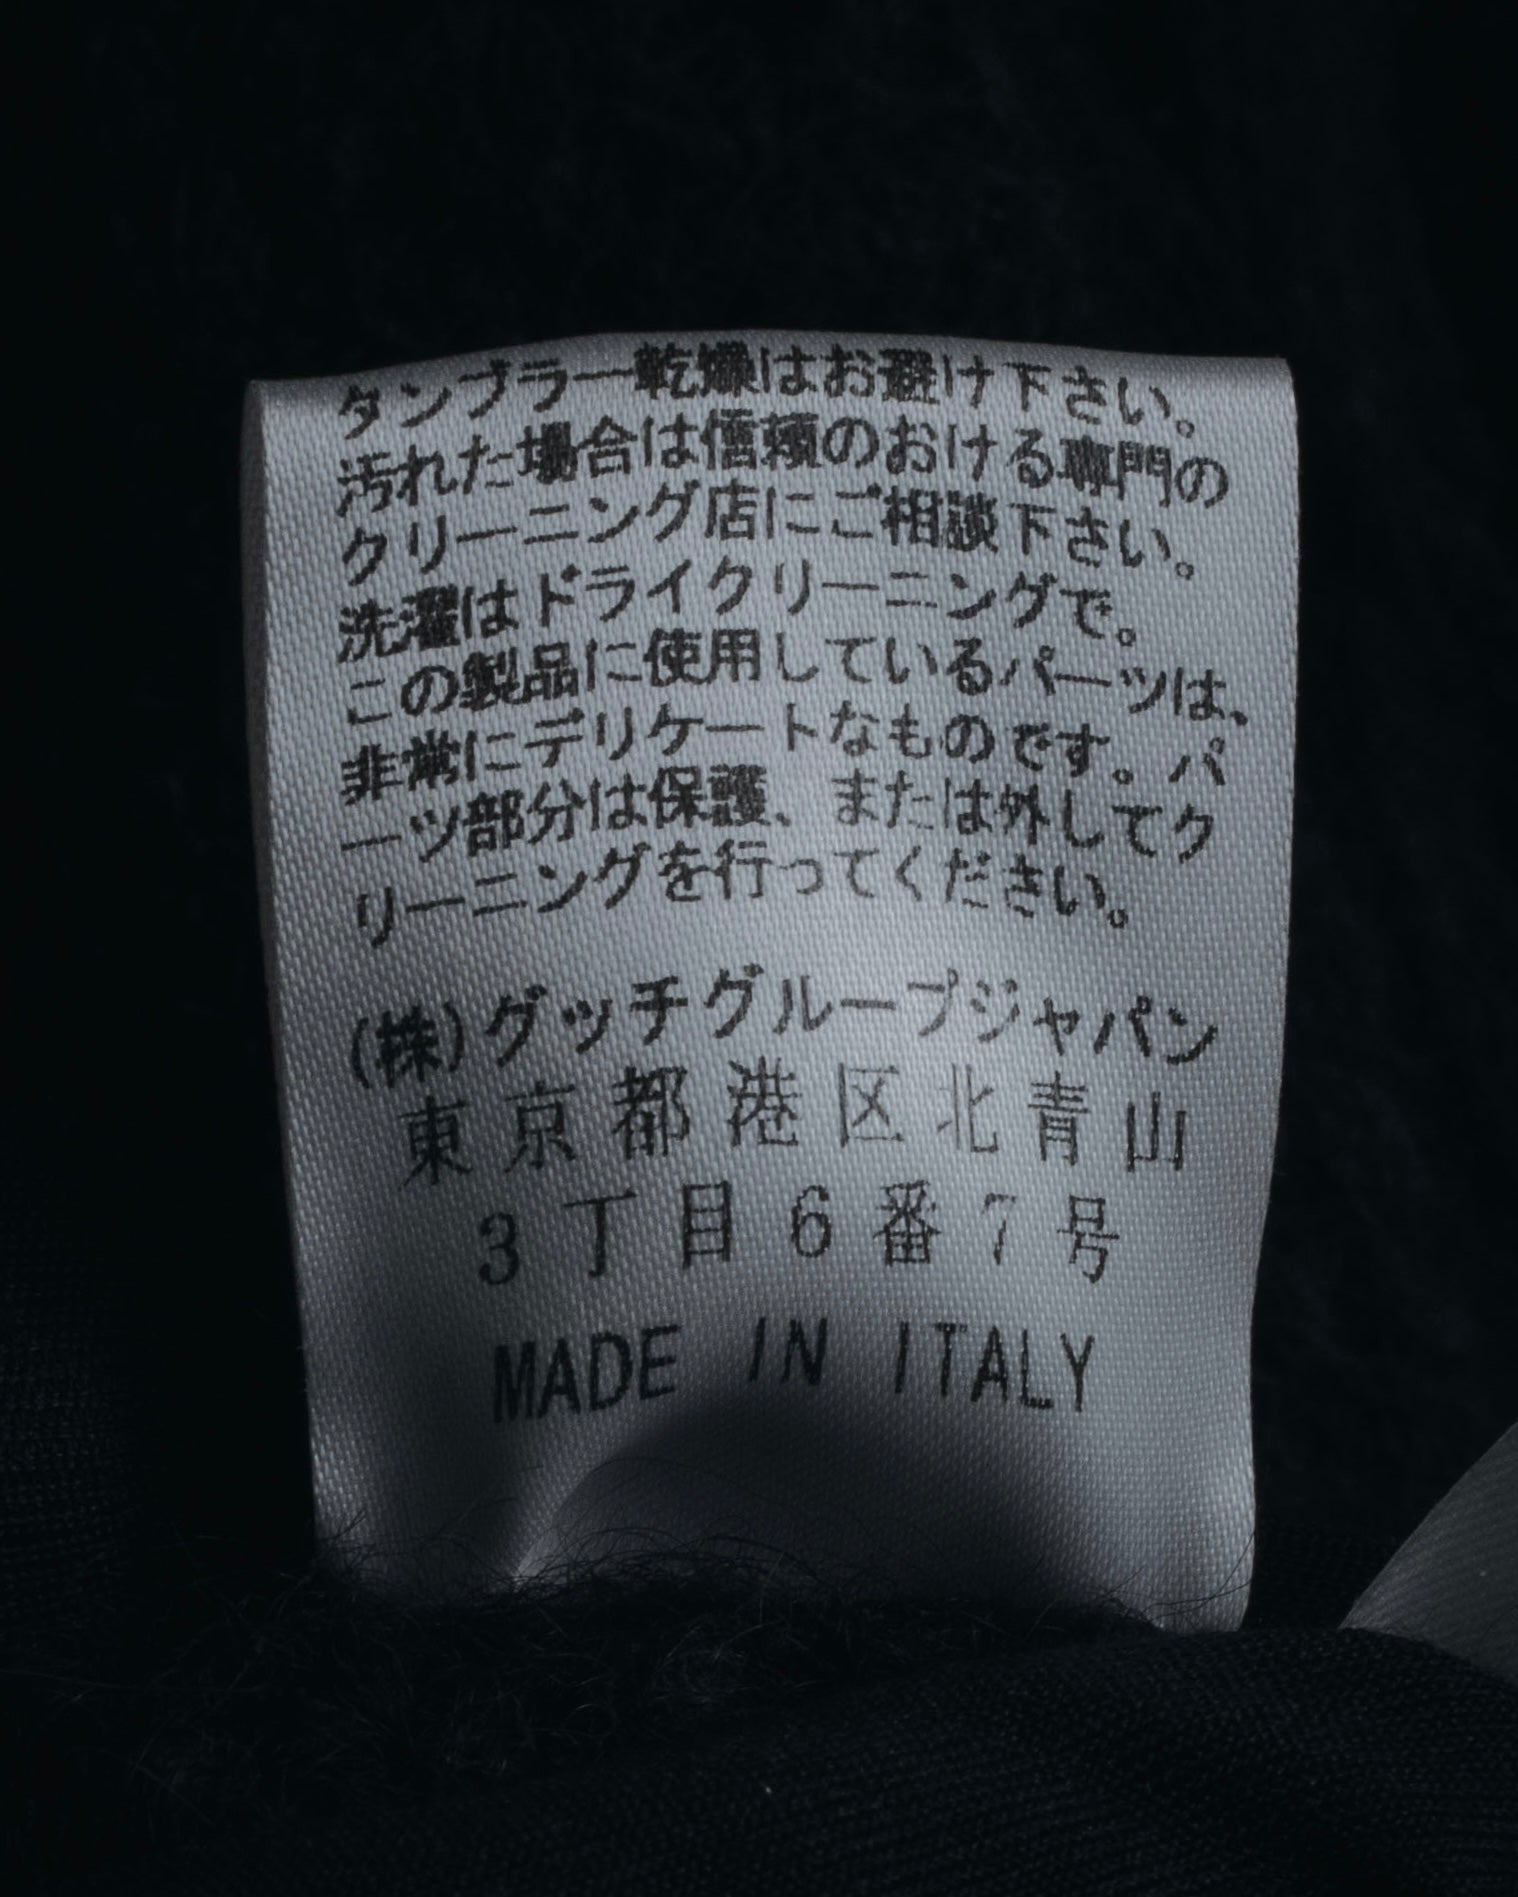 タンブラー乾燥はお避け下さい。
汚れた場合は信頼のおける専門の
クリーニング店にご相談下さい。
洗濯はドライクリーニングで。
この製品に使用しているパーツは、
非常にデリケートなものです。パ
ーツ部分は保護、または外してク
リーニングを行ってください。
(株)グッチグループジャパン
東京都港区北青山
3丁目6番7号
MADE IN ITALY